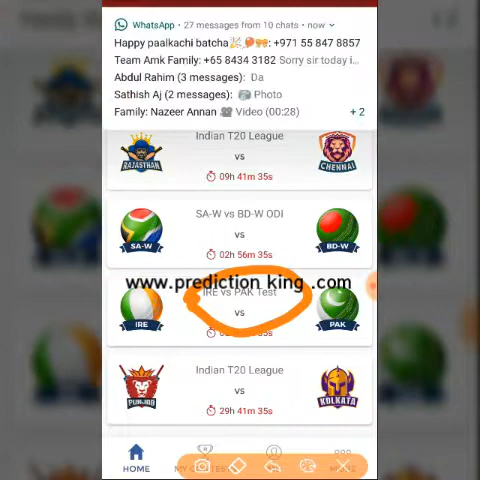 WhatsApp • 27 messages from 10 chats • now
Happy paalkachi batcha🎉🎈🎀: +971 55 847 8857
Team Amk Family: +65 8434 3182 Sorry sir today i...
Abdul Rahim (3 messages): Da
Sathish Aj (2 messages): 📷 Photo
Family: Nazeer Annan 🎥 Video (00:28) + 2
Indian T20 League
RAJASTHAN vs CHENNAI
09h 41m 35s
SA-W vs BD-W ODI
SA-W vs BD-W
02h 56m 35s
www.prediction king .com
IRE vs PAK Test
IRE vs PAK
35s
Indian T20 League
PUNJAB vs KOLKATA
29h 41m 35s
HOME